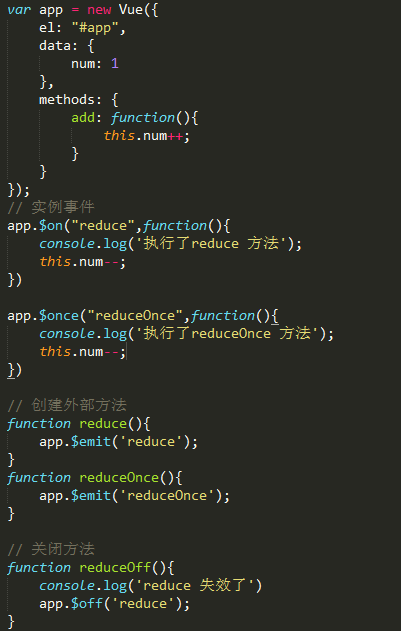 var app = new Vue({
    el: "#app",
    data: {
        num: 1
    },
    methods: {
        add: function(){
            this.num++;
        }
    }
});
// 实例事件
app.$on("reduce",function(){
    console.log('执行了reduce 方法');
    this.num--;
})

app.$once("reduceOnce",function(){
    console.log('执行了reduceOnce 方法');
    this.num--;
})

// 创建外部方法
function reduce(){
    app.$emit('reduce');
}
function reduceOnce(){
    app.$emit('reduceOnce');
}

// 关闭方法
function reduceOff(){
    console.log('reduce 失效了')
    app.$off('reduce');
}